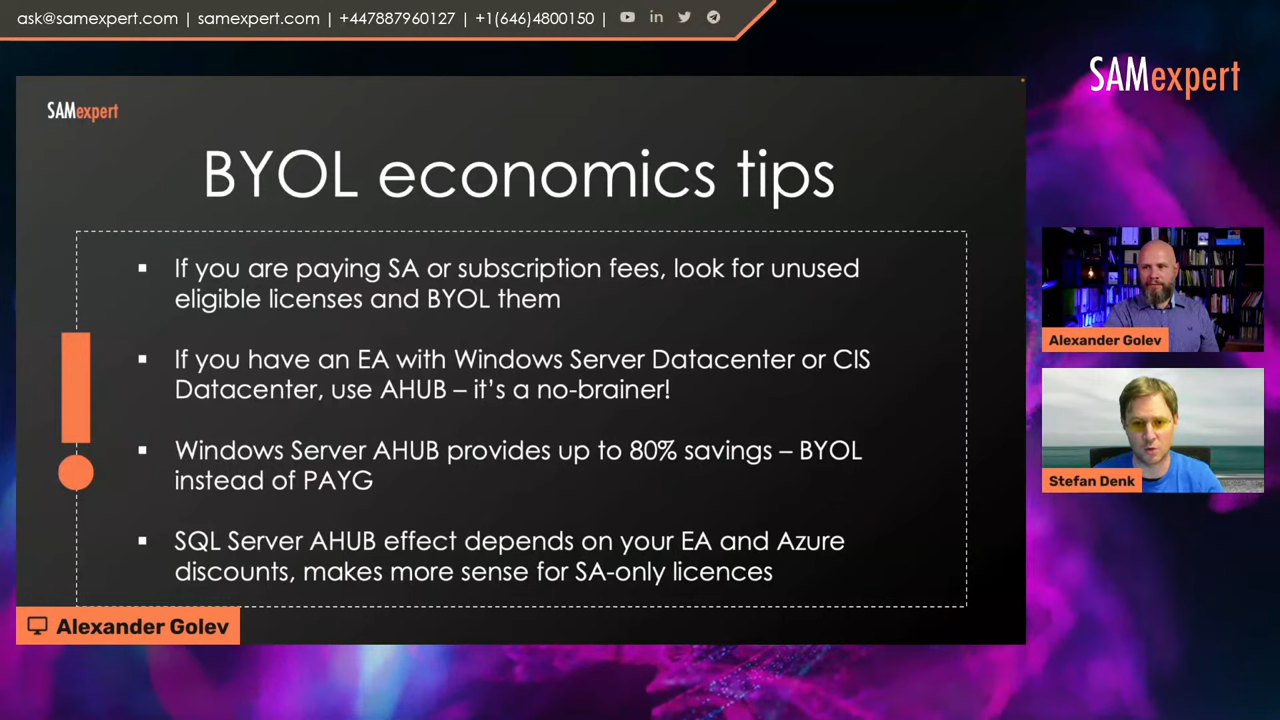 ask@samexpert.com | samexpert.com | +447887960127 | +1(646)4800150 |
SAMexpert
SAMexpert
BYOL economics tips
If you are paying SA or subscription fees, look for unused
eligible licenses and BYOL them
If you have an EA with Windows Server Datacenter or CIS
Datacenter, use AHUB – it's a no-brainer!
Windows Server AHUB provides up to 80% savings – BYOL
instead of PAYG
SQL Server AHUB effect depends on your EA and Azure
discounts, makes more sense for SA-only licences
Alexander Golev
Alexander Golev
Stefan Denk